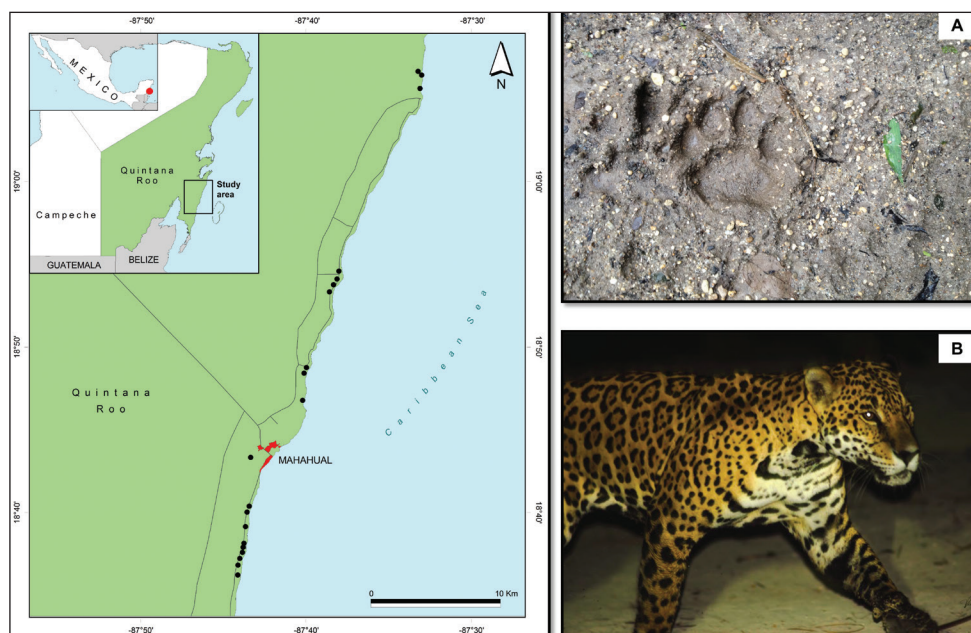 -87°50'
-87°40'
-87°30'
MEXICO
N
A
Quintana
Roo
Study
area
Campeche
GUATEMALA
BELIZE
19°00'
19°00'
Caribbean Sea
18°50'
18°50'
B
Quintana
Roo
MAHAHUAL
18°40'
18°40'
0
10 Km
-87°50'
-87°40'
-87°30'